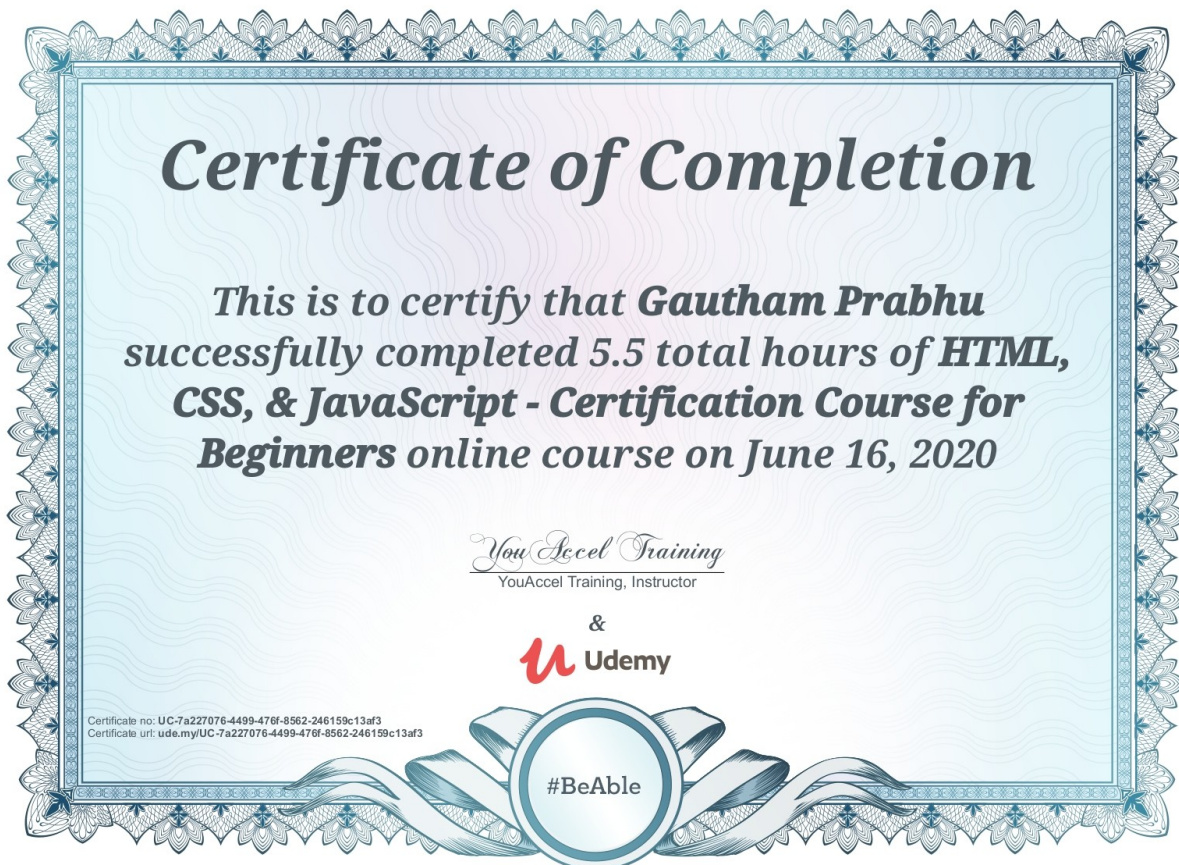 Certificate of Completion
This is to certify that Gautham Prabhu
successfully completed 5.5 total hours of HTML,
CSS, & JavaScript - Certification Course for
Beginners online course on June 16, 2020
YouAccel Training
YouAccel Training, Instructor
&
Udemy
Certificate no: UC-7a227076-4499-476f-8562-246159c13af3
Certificate url: ude.my/UC-7a227076-4499-476f-8562-246159c13af3
#BeAble